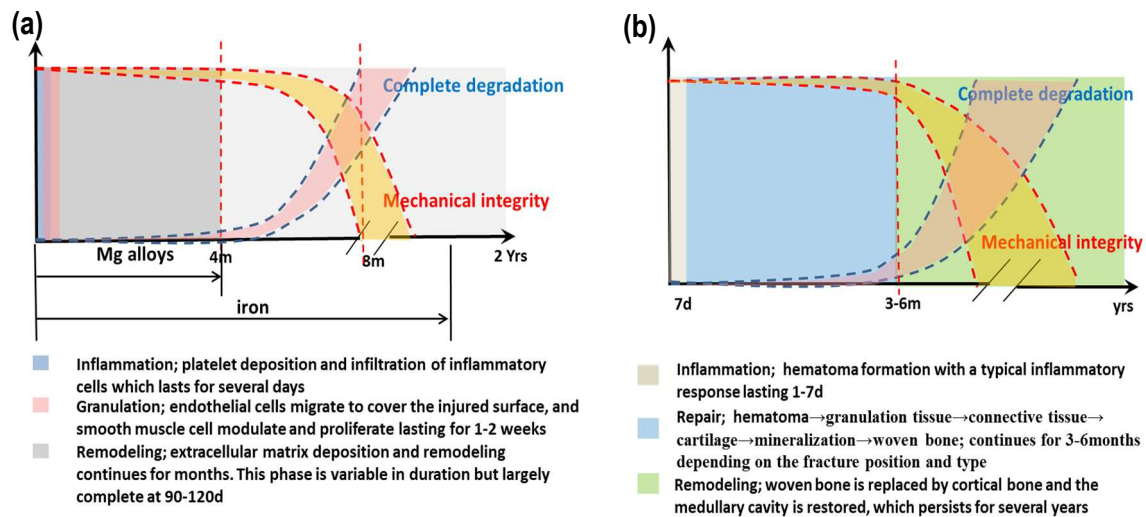 (a)
Complete degradation
Mechanical integrity
Mg alloys
4m
8m
2 Yrs
iron
Inflammation; platelet deposition and infiltration of inflammatory
cells which lasts for several days
Granulation; endothelial cells migrate to cover the injured surface, and
smooth muscle cell modulate and proliferate lasting for 1-2 weeks
Remodeling; extracellular matrix deposition and remodeling
continues for months. This phase is variable in duration but largely
complete at 90-120d
(b)
Complete degradation
Mechanical integrity
7d
3-6m
yrs
Inflammation; hematoma formation with a typical inflammatory
response lasting 1-7d
Repair; hematoma→granulation tissue→connective tissue→
cartilage→mineralization→woven bone; continues for 3-6months
depending on the fracture position and type
Remodeling; woven bone is replaced by cortical bone and the
medullary cavity is restored, which persists for several years